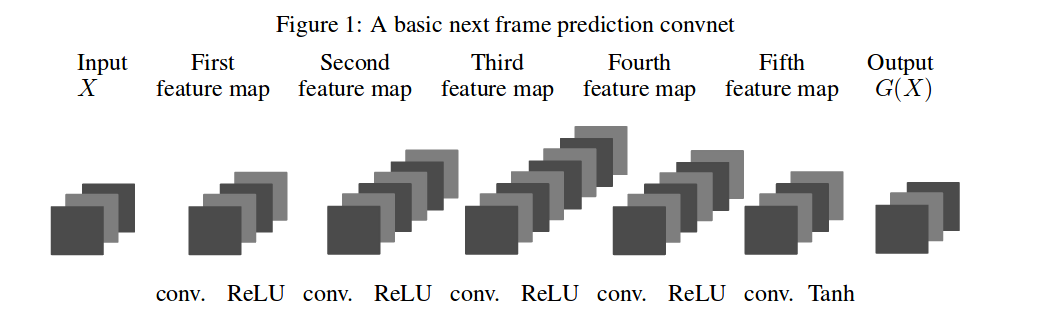 Figure 1: A basic next frame prediction convnet
Input First Second Third Fourth Fifth Output
X feature map feature map feature map feature map feature map G(X)
conv. ReLU conv. ReLU conv. ReLU conv. ReLU conv. Tanh